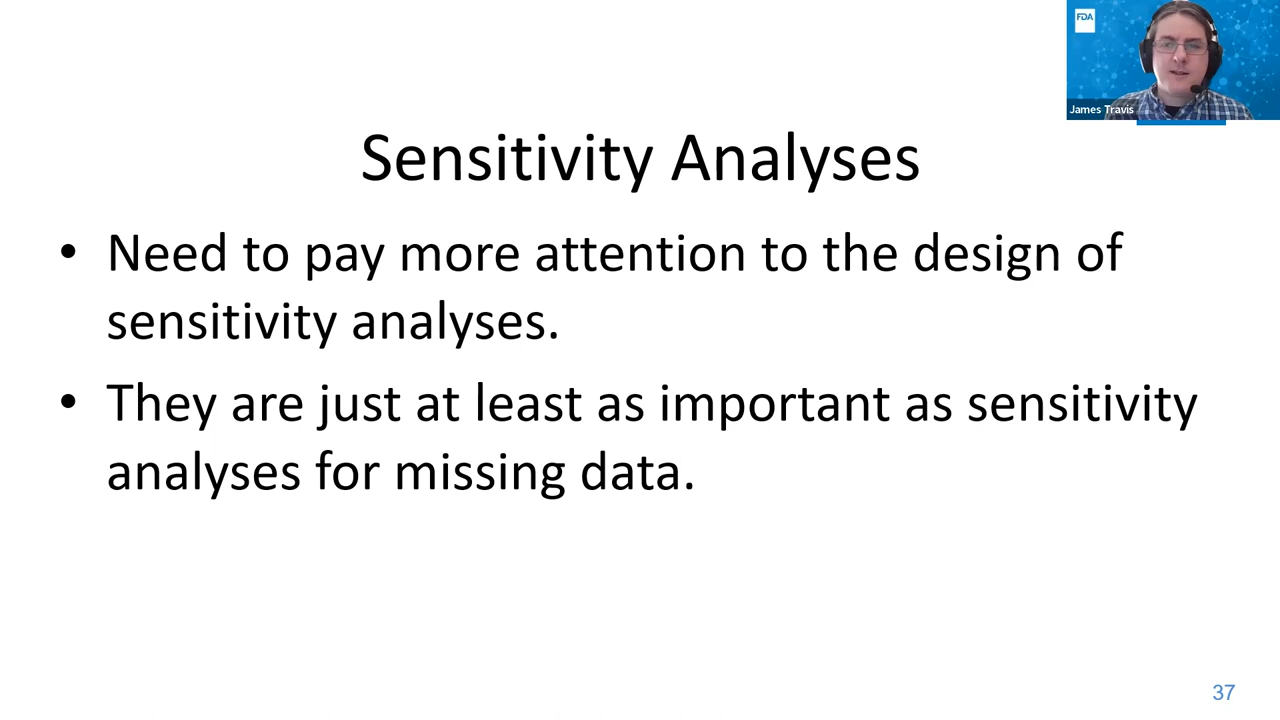 FDA
James Travis
Sensitivity Analyses
• Need to pay more attention to the design of
sensitivity analyses.
• They are just at least as important as sensitivity
analyses for missing data.
37